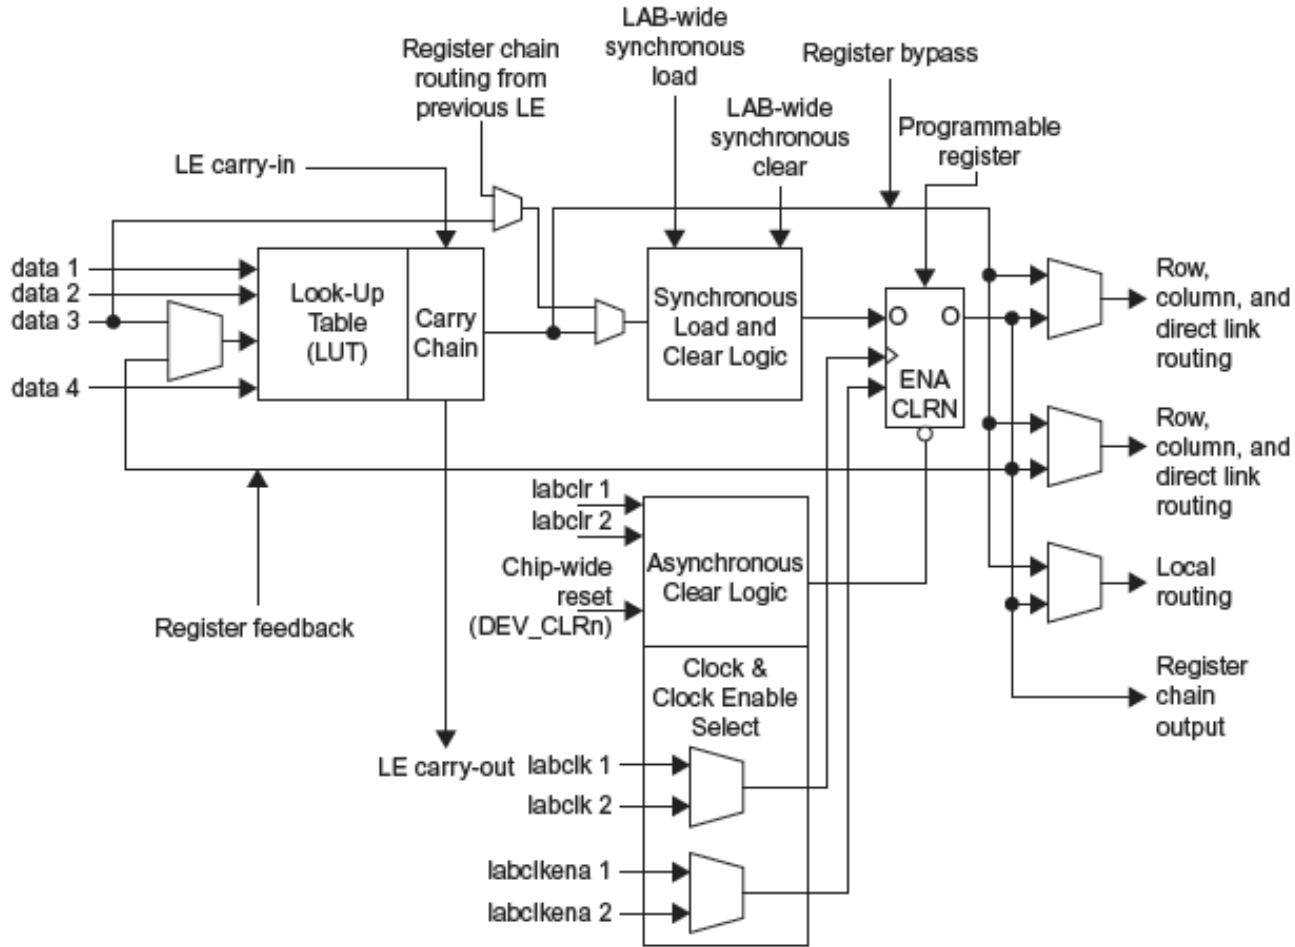 LAB-wide
synchronous
load
Register chain
routing from
previous LE
Register bypass
LAB-wide
synchronous
clear
Programmable
register
LE carry-in
data 1
data 2
data 3
data 4
Look-Up
Table
(LUT)
Carry
Chain
Synchronous
Load and
Clear Logic
O O
ENA
CLRN
Row,
column, and
direct link
routing
Row,
column, and
direct link
routing
Local
routing
Register
chain
output
Register feedback
labclr 1
labclr 2
Chip-wide
reset
(DEV_CLRn)
Asynchronous
Clear Logic
Clock &
Clock Enable
Select
LE carry-out
labclk 1
labclk 2
labclkena 1
labclkena 2